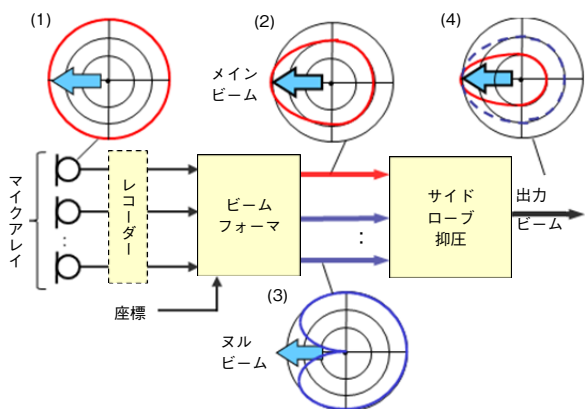 (1)
(2)
(4)
メイン
ビーム
マイクアレイ
レコーダー
ビーム
フォーマ
サイド
ローブ
抑圧
出力
ビーム
:
:
座標
(3)
ヌル
ビーム